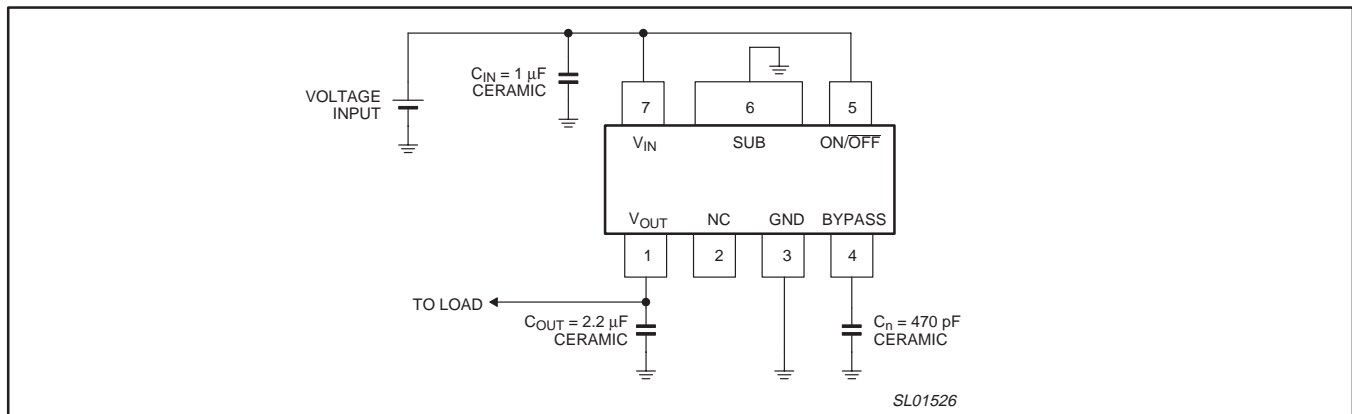 C_IN = 1 μF
CERAMIC
VOLTAGE
INPUT
7
6
5
V_IN
SUB
ON/O̅F̅F̅
V_OUT
NC
GND
BYPASS
1
2
3
4
TO LOAD
C_OUT = 2.2 μF
CERAMIC
C_n = 470 pF
CERAMIC
SL01526